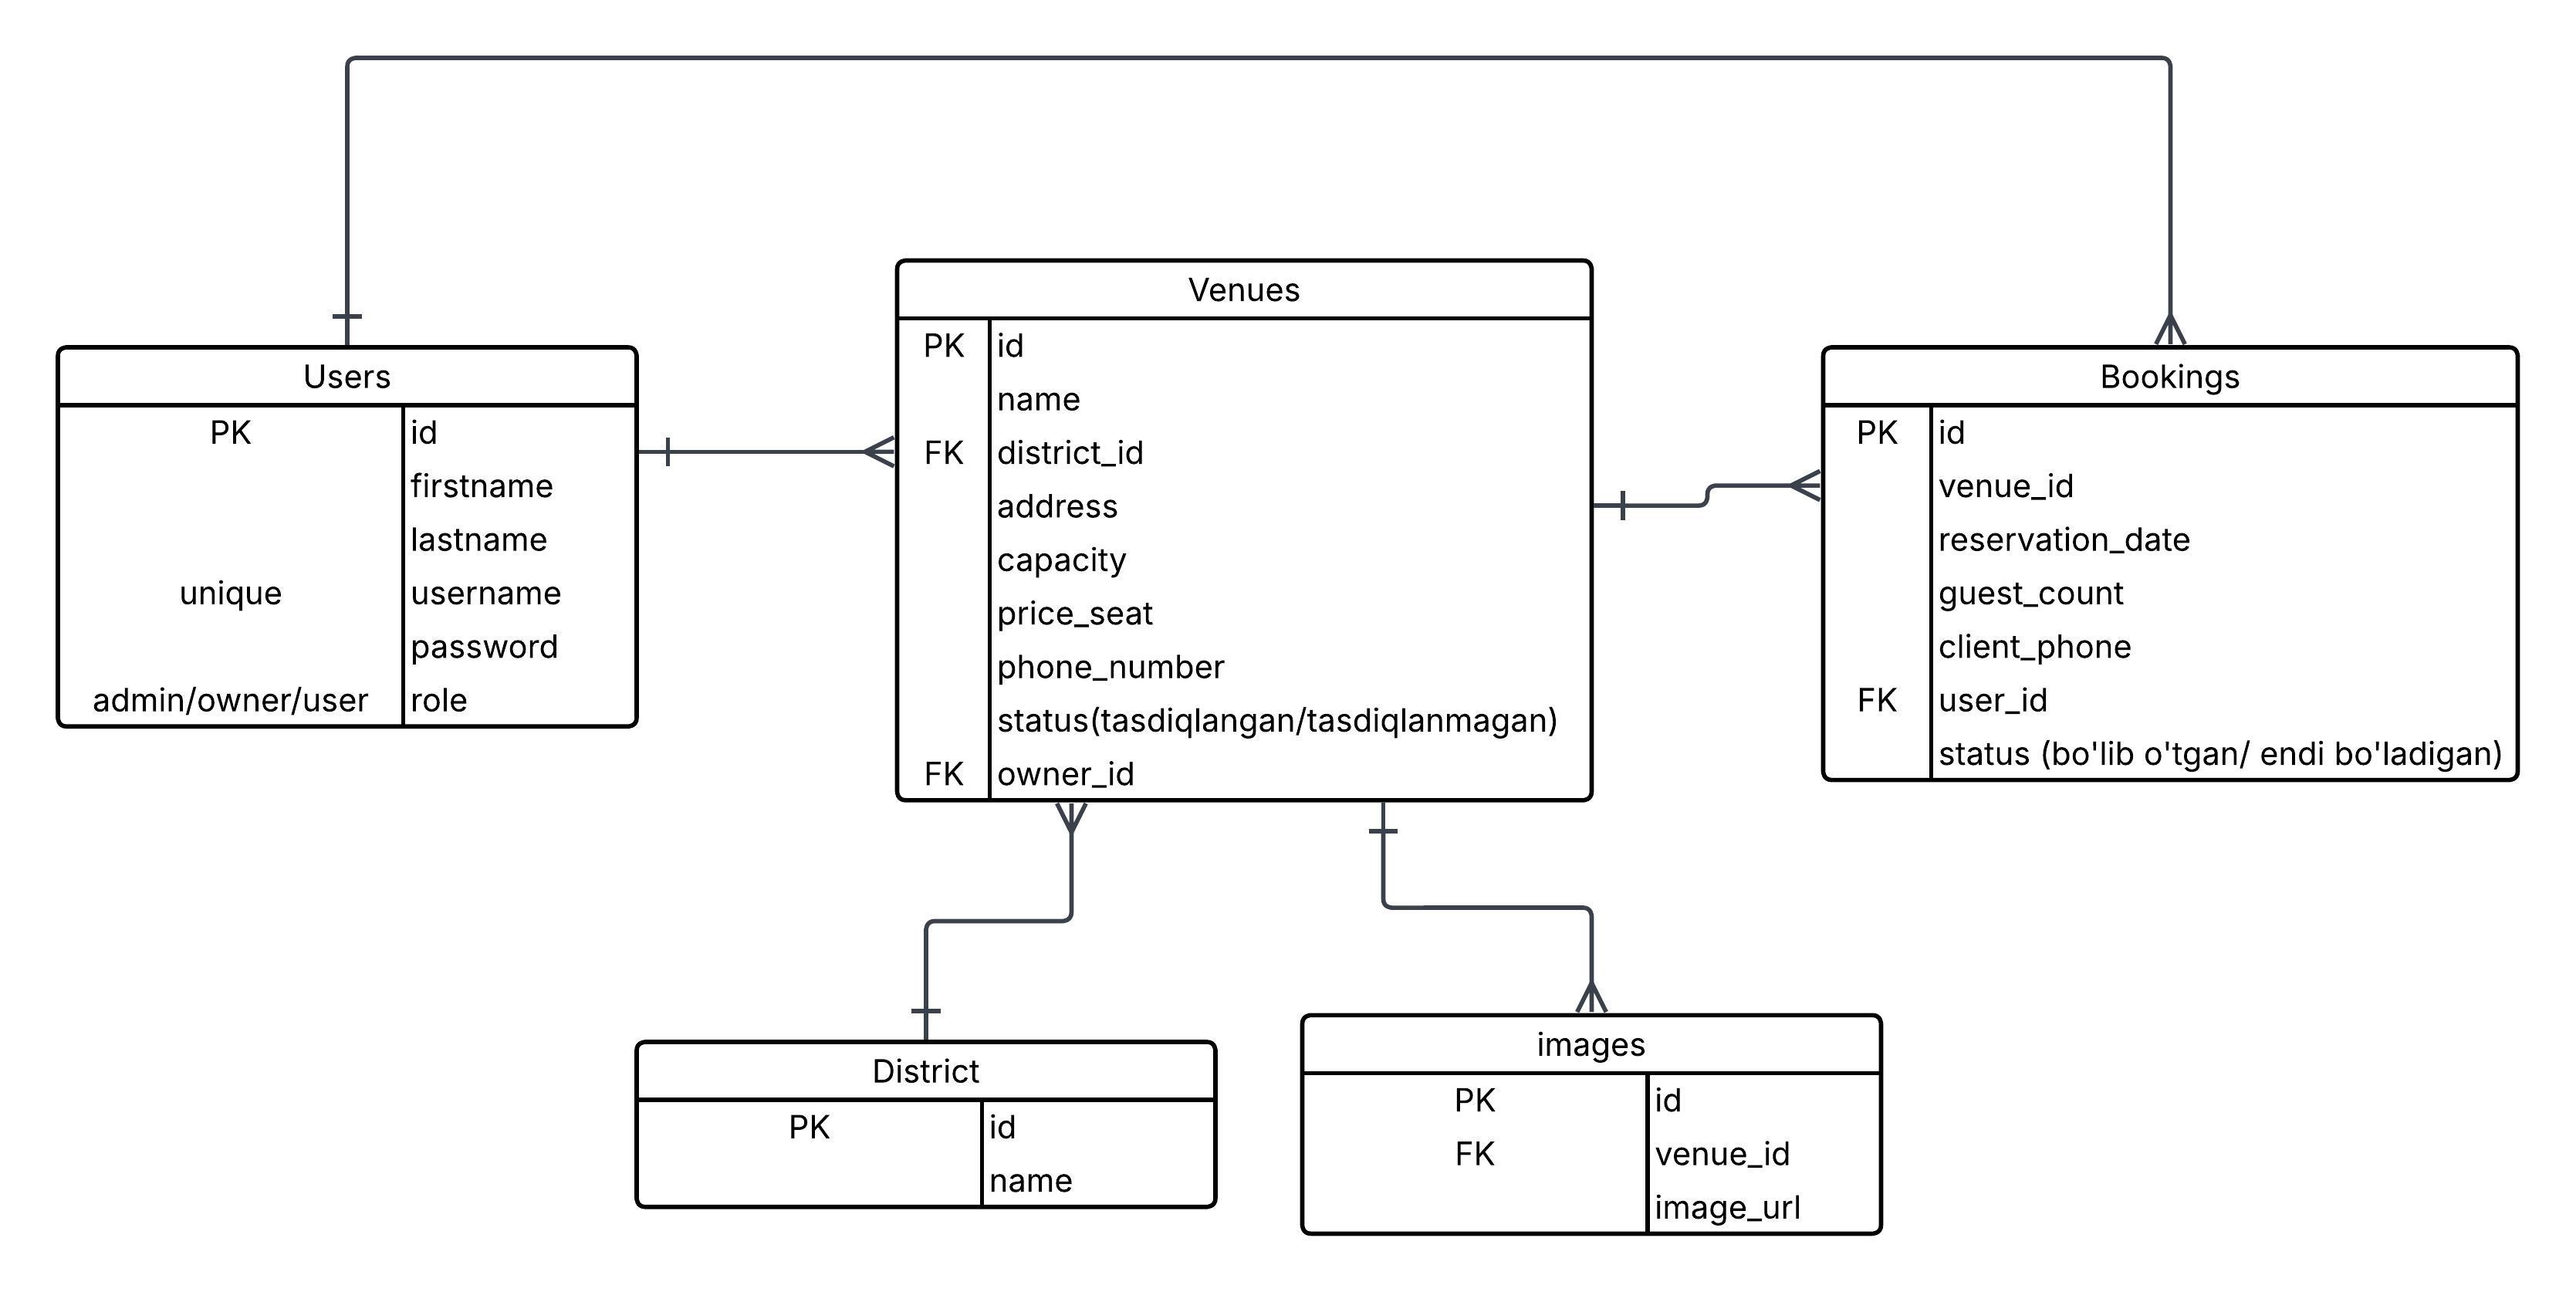 Users
PK id
firstname
lastname
unique username
password
admin/owner/user role
Venues
PK id
name
FK district_id
address
capacity
price_seat
phone_number
status(tasdiqlangan/tasdiqlanmagan)
FK owner_id
Bookings
PK id
venue_id
reservation_date
guest_count
client_phone
FK user_id
status (bo'lib o'tgan/ endi bo'ladigan)
District
PK id
name
images
PK id
FK venue_id
image_url